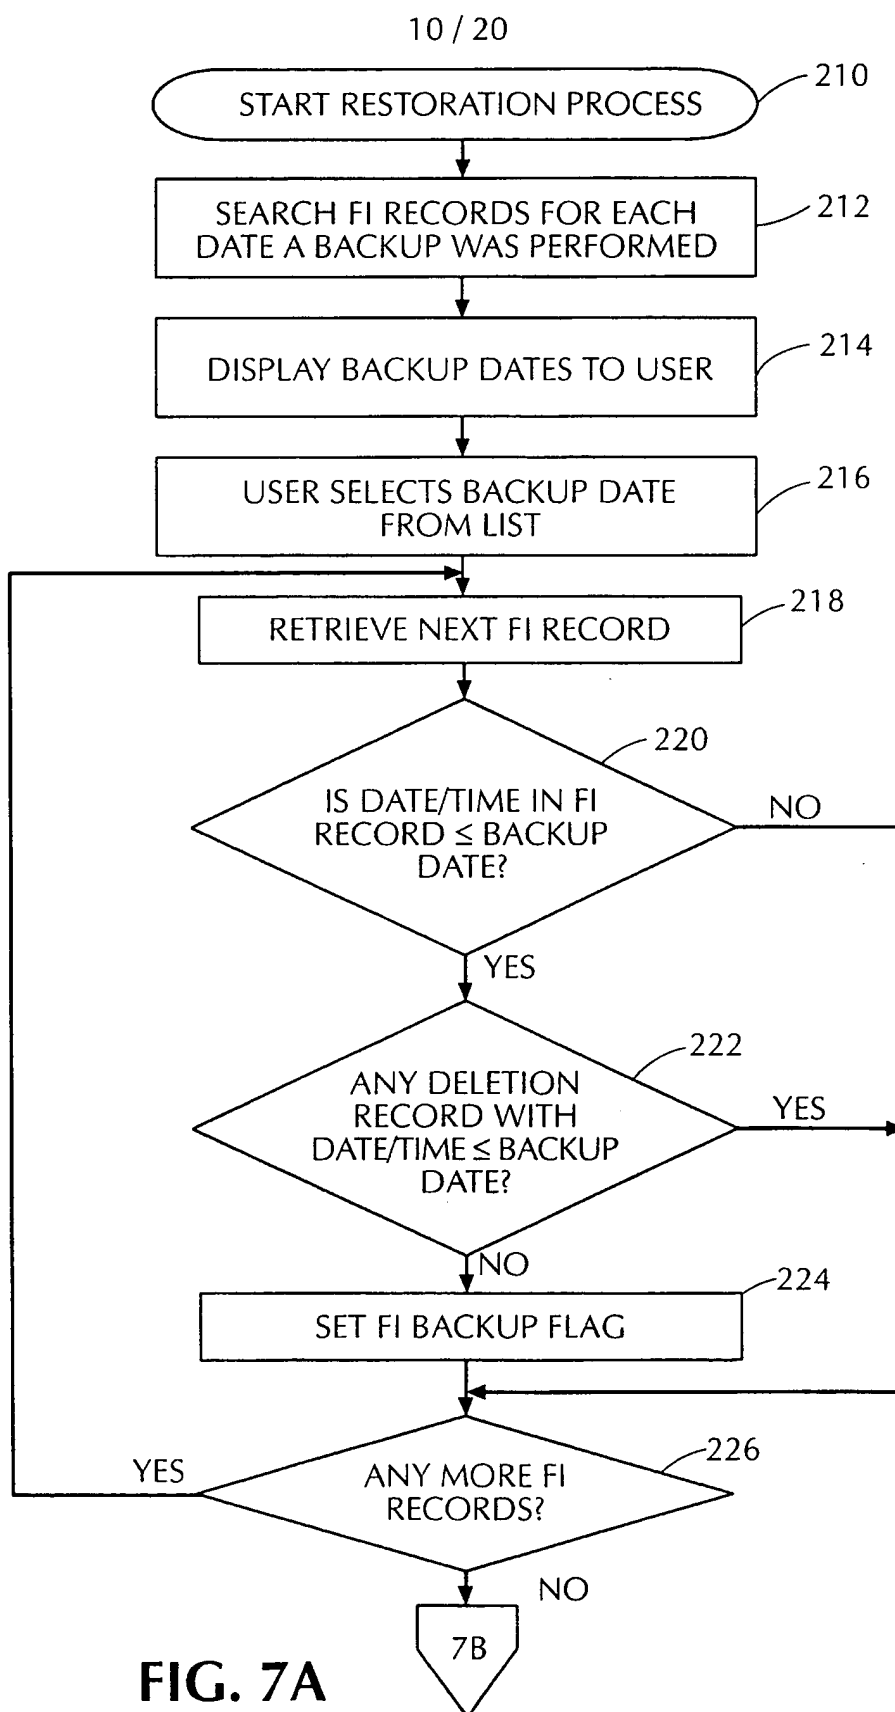 10 / 20
START RESTORATION PROCESS
210
SEARCH FI RECORDS FOR EACH
DATE A BACKUP WAS PERFORMED
212
DISPLAY BACKUP DATES TO USER
214
USER SELECTS BACKUP DATE
FROM LIST
216
RETRIEVE NEXT FI RECORD
218
220
IS DATE/TIME IN FI
RECORD ≤ BACKUP
DATE?
NO
YES
222
ANY DELETION
RECORD WITH
DATE/TIME ≤ BACKUP
DATE?
YES
NO
224
SET FI BACKUP FLAG
226
ANY MORE FI
RECORDS?
YES
NO
7B
FIG. 7A